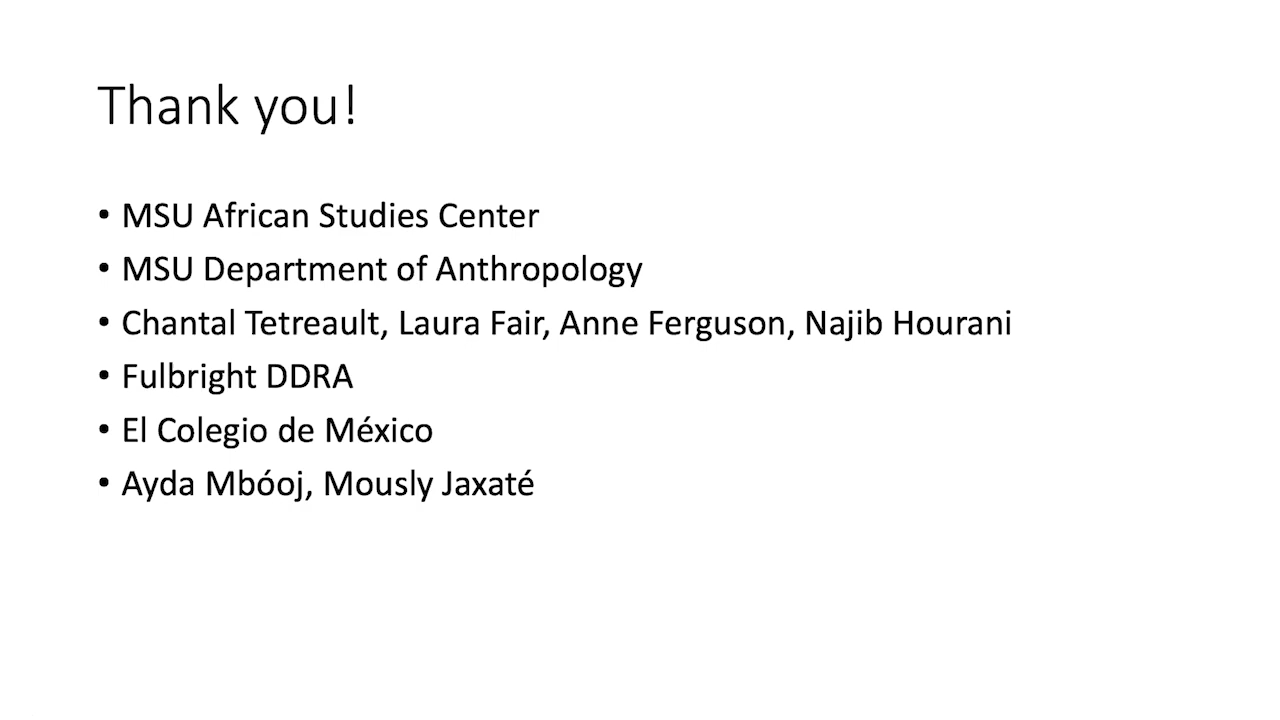 Thank you!
• MSU African Studies Center
• MSU Department of Anthropology
• Chantal Tetreault, Laura Fair, Anne Ferguson, Najib Hourani
• Fulbright DDRA
• El Colegio de México
• Ayda Mbóoj, Mously Jaxaté